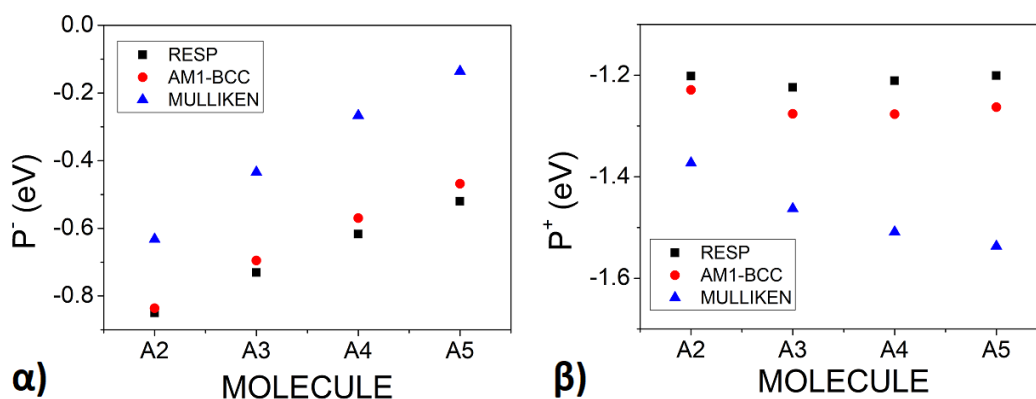 0.0
-0.2
-0.4
-0.6
-0.8
P⁻ (eV)
RESP
AM1-BCC
MULLIKEN
A2 A3 A4 A5
α) MOLECULE
-1.2
-1.4
-1.6
P⁺ (eV)
RESP
AM1-BCC
MULLIKEN
A2 A3 A4 A5
β) MOLECULE